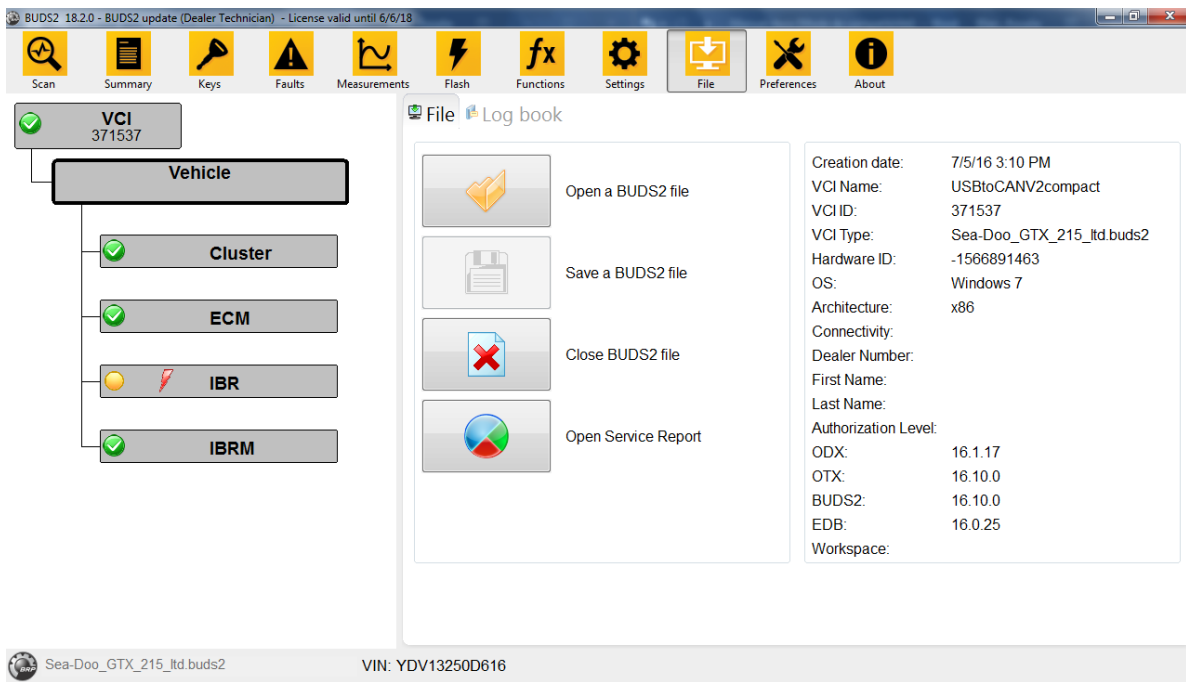 BUDS2 18.2.0 - BUDS2 update (Dealer Technician) - License valid until 6/6/18
Scan Summary Keys Faults Measurements Flash Functions Settings File Preferences About
fx
VCI
371537
Vehicle
Cluster
ECM
IBR
IBRM
File Log book
Open a BUDS2 file
Save a BUDS2 file
Close BUDS2 file
Open Service Report
Creation date: 7/5/16 3:10 PM
VCI Name: USBtoCANV2compact
VCI ID: 371537
VCI Type: Sea-Doo_GTX_215_ltd.buds2
Hardware ID: -1566891463
OS: Windows 7
Architecture: x86
Connectivity:
Dealer Number:
First Name:
Last Name:
Authorization Level:
ODX: 16.1.17
OTX: 16.10.0
BUDS2: 16.10.0
EDB: 16.0.25
Workspace:
BRP Sea-Doo_GTX_215_ltd.buds2 VIN: YDV13250D616